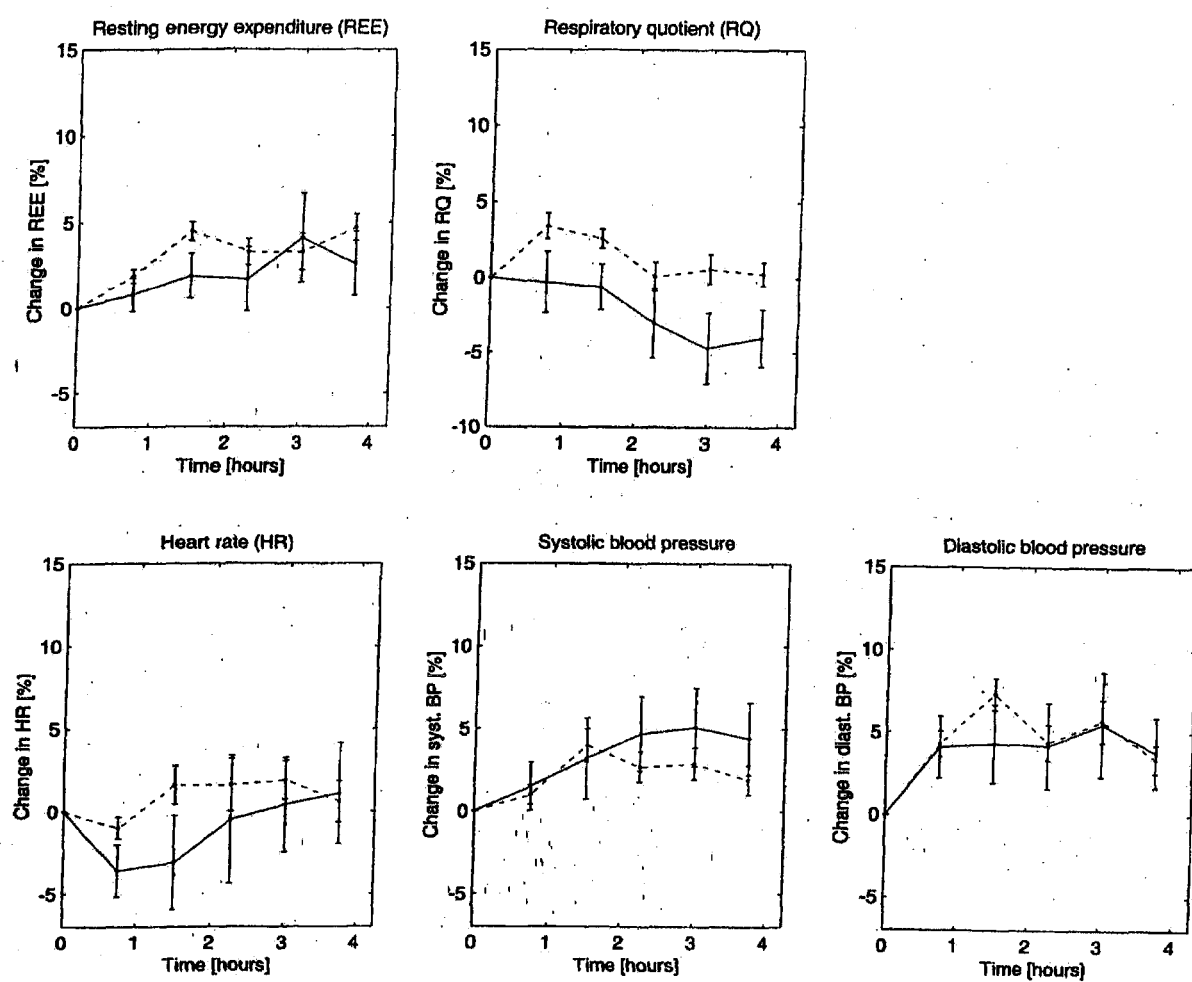 Resting energy expenditure (REE)
15
10
5
0
-5
Change in REE [%]
0 1 2 3 4
Time [hours]
Respiratory quotient (RQ)
15
10
5
0
-5
-10
Change in RQ [%]
0 1 2 3 4
Time [hours]
Heart rate (HR)
15
10
5
0
-5
Change in HR [%]
0 1 2 3 4
Time [hours]
Systolic blood pressure
15
10
5
0
-5
Change in syst. BP [%]
0 1 2 3 4
Time [hours]
Diastolic blood pressure
15
10
5
0
-5
Change in diast. BP [%]
0 1 2 3 4
Time [hours]